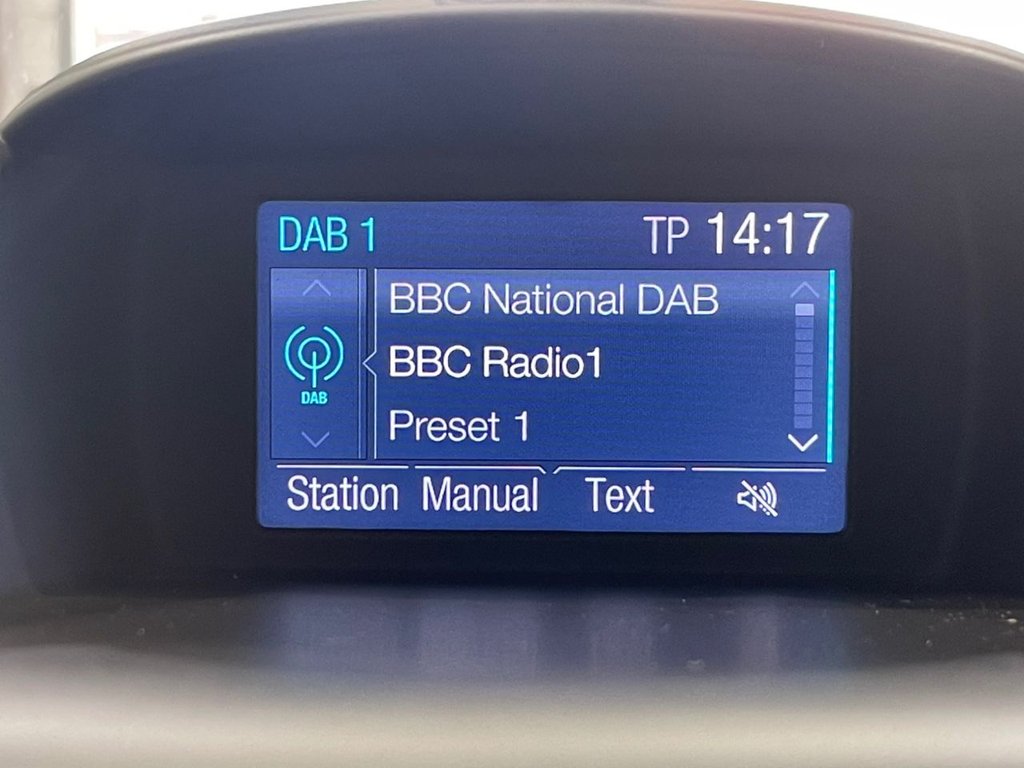 DAB 1 TP 14:17
BBC National DAB
BBC Radio1
DAB
Preset 1
Station Manual Text